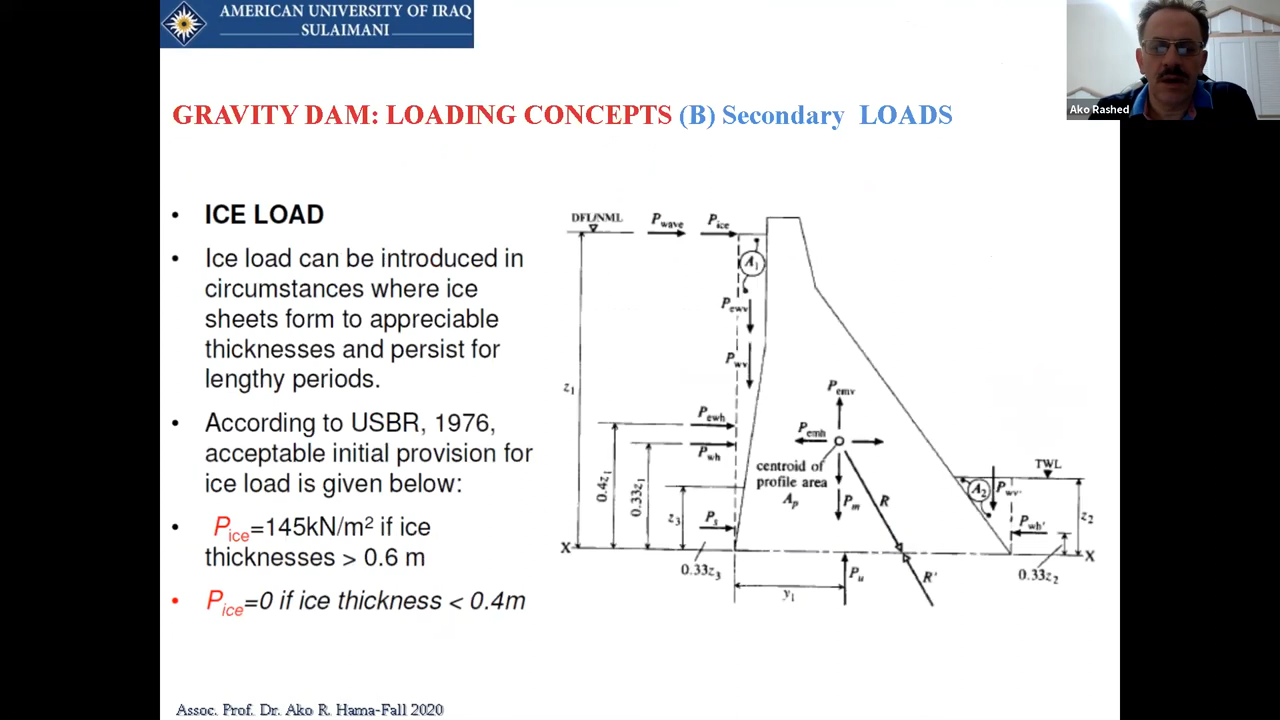 AMERICAN UNIVERSITY OF IRAQ
SULAIMANI
Ako Rashed
GRAVITY DAM: LOADING CONCEPTS (B) Secondary LOADS
• ICE LOAD
• Ice load can be introduced in
circumstances where ice
sheets form to appreciable
thicknesses and persist for
lengthy periods.
• According to USBR, 1976,
acceptable initial provision for
ice load is given below:
• Pice=145kN/m² if ice
thicknesses > 0.6 m
• Pice=0 if ice thickness < 0.4m
DFL/NML
Pwave
Pice
A1
Pewv
Pwv
z1
Pemv
Pewh
Pemh
Pwh
centroid of
profile area
Ap
0.4z1
0.33z1
z3
Ps
Pm
R
TWL
A2
Pwv'
Pwh'
z2
X
X
0.33z3
Pu
R'
0.33z2
y1
Assoc. Prof. Dr. Ako R. Hama-Fall 2020